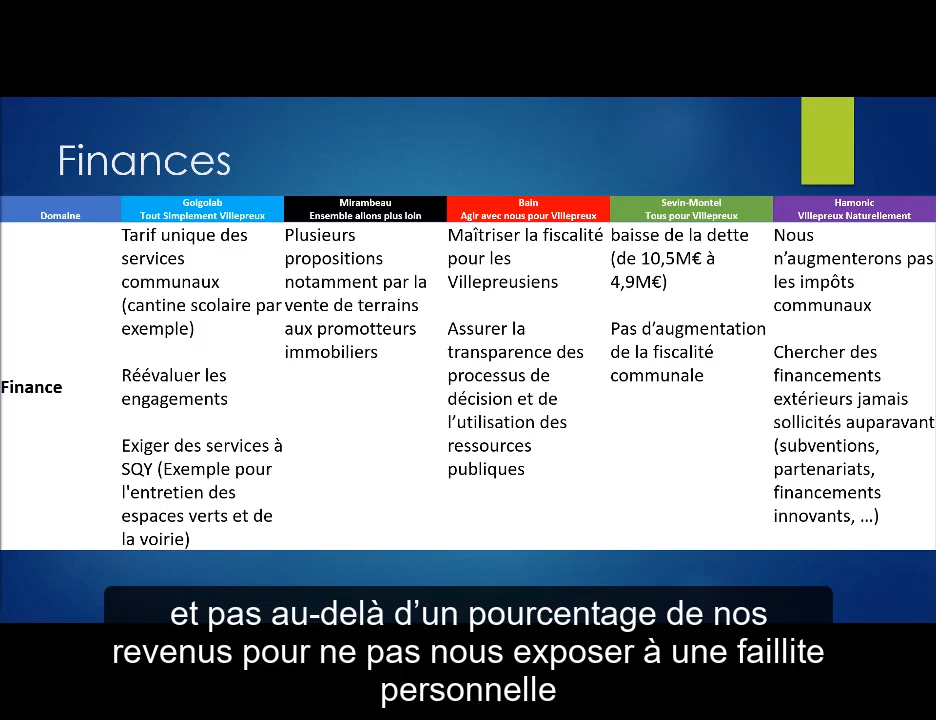 Finances
Domaine
Golgolab
Tout Simplement Villepreux
Mirambeau
Ensemble allons plus loin
Bain
Agir avec nous pour Villepreux
Sevin-Montel
Tous pour Villepreux
Hamonic
Villepreux Naturellement
Finance
Tarif unique des
services
communaux
(cantine scolaire par
exemple)
Réévaluer les
engagements
Exiger des services à
SQY (Exemple pour
l'entretien des
espaces verts et de
la voirie)
Plusieurs
propositions
notamment par la
vente de terrains
aux promotteurs
immobiliers
Maîtriser la fiscalité
pour les
Villepreusiens
Assurer la
transparence des
processus de
décision et de
l’utilisation des
ressources
publiques
baisse de la dette
(de 10,5M€ à
4,9M€)
Pas d’augmentation
de la fiscalité
communale
Nous
n’augmenterons pas
les impôts
communaux
Chercher des
financements
extérieurs jamais
sollicités auparavant
(subventions,
partenariats,
financements
innovants, …)
et pas au-delà d’un pourcentage de nos
revenus pour ne pas nous exposer à une faillite
personnelle